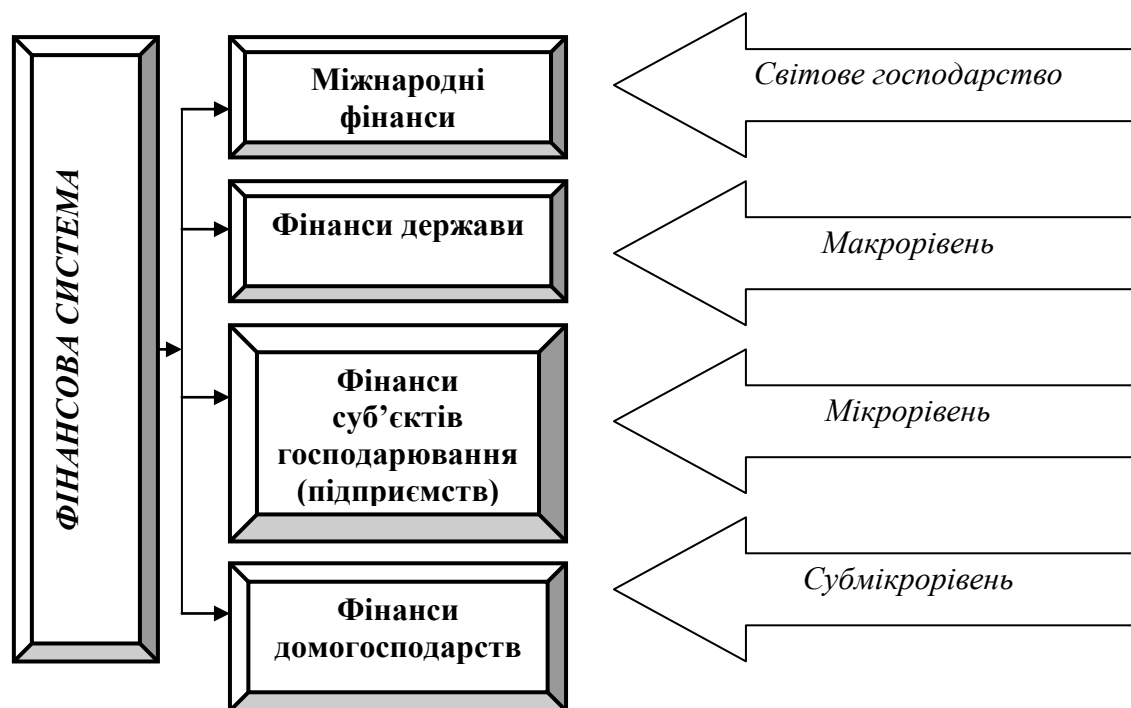 ФІНАНСОВА СИСТЕМА
Міжнародні
фінанси
Світове господарство
Фінанси держави
Макрорівень
Фінанси
суб’єктів
господарювання
(підприємств)
Мікрорівень
Фінанси
домогосподарств
Субмікрорівень